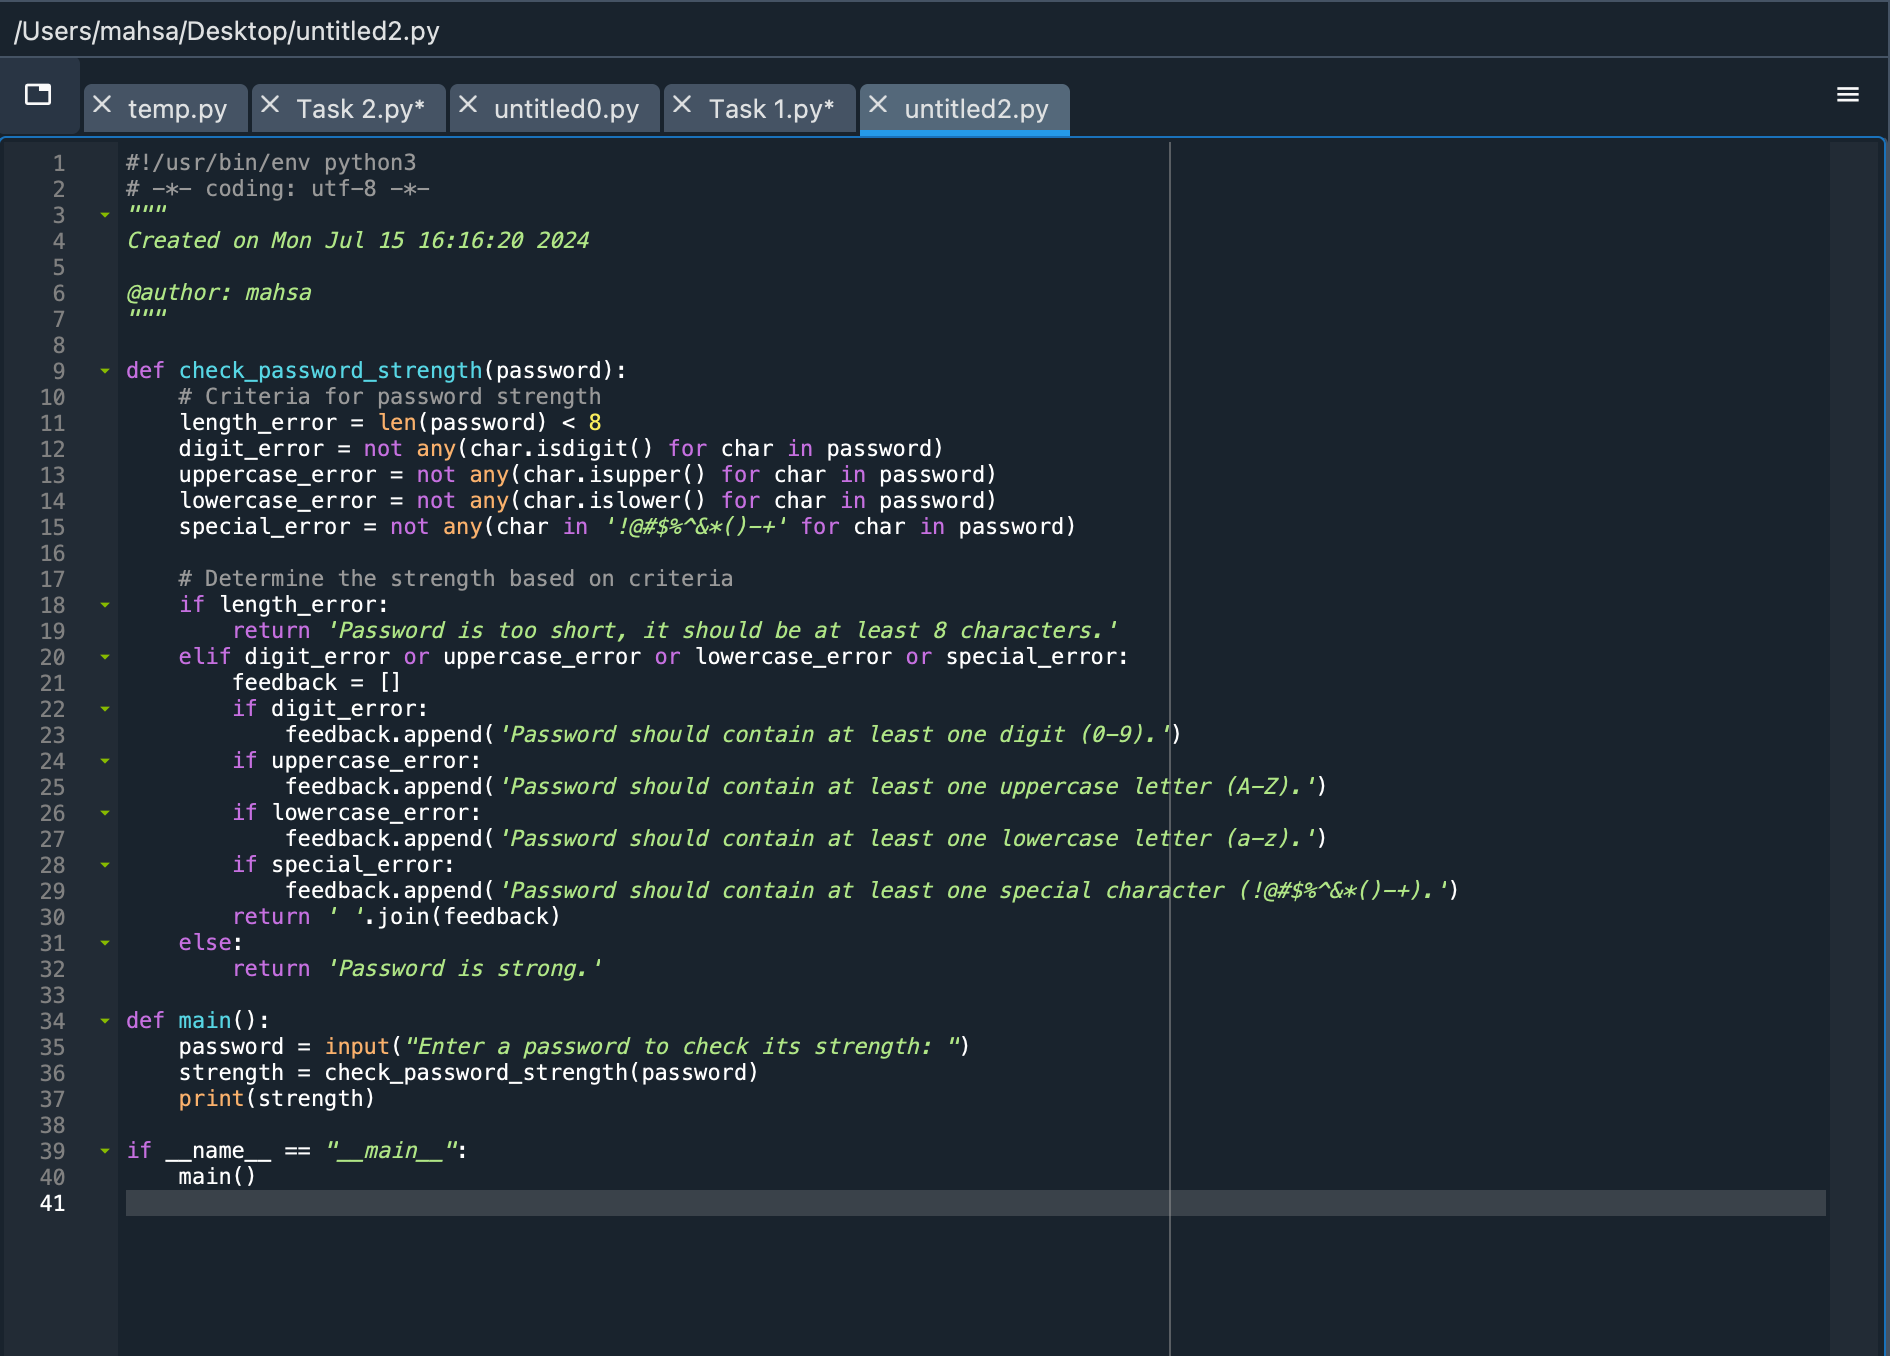 /Users/mahsa/Desktop/untitled2.py
temp.py Task 2.py* untitled0.py Task 1.py* untitled2.py
1 #!/usr/bin/env python3
2 # -*- coding: utf-8 -*-
3 """
4 Created on Mon Jul 15 16:16:20 2024
5
6 @author: mahsa
7 """
8
9 def check_password_strength(password):
10     # Criteria for password strength
11     length_error = len(password) < 8
12     digit_error = not any(char.isdigit() for char in password)
13     uppercase_error = not any(char.isupper() for char in password)
14     lowercase_error = not any(char.islower() for char in password)
15     special_error = not any(char in '!@#$%^&*()-+' for char in password)
16
17     # Determine the strength based on criteria
18     if length_error:
19         return 'Password is too short, it should be at least 8 characters.'
20     elif digit_error or uppercase_error or lowercase_error or special_error:
21         feedback = []
22         if digit_error:
23             feedback.append('Password should contain at least one digit (0-9).')
24         if uppercase_error:
25             feedback.append('Password should contain at least one uppercase letter (A-Z).')
26         if lowercase_error:
27             feedback.append('Password should contain at least one lowercase letter (a-z).')
28         if special_error:
29             feedback.append('Password should contain at least one special character (!@#$%^&*()-+).')
30         return ' '.join(feedback)
31     else:
32         return 'Password is strong.'
33
34 def main():
35     password = input("Enter a password to check its strength: ")
36     strength = check_password_strength(password)
37     print(strength)
38
39 if __name__ == "__main__":
40     main()
41